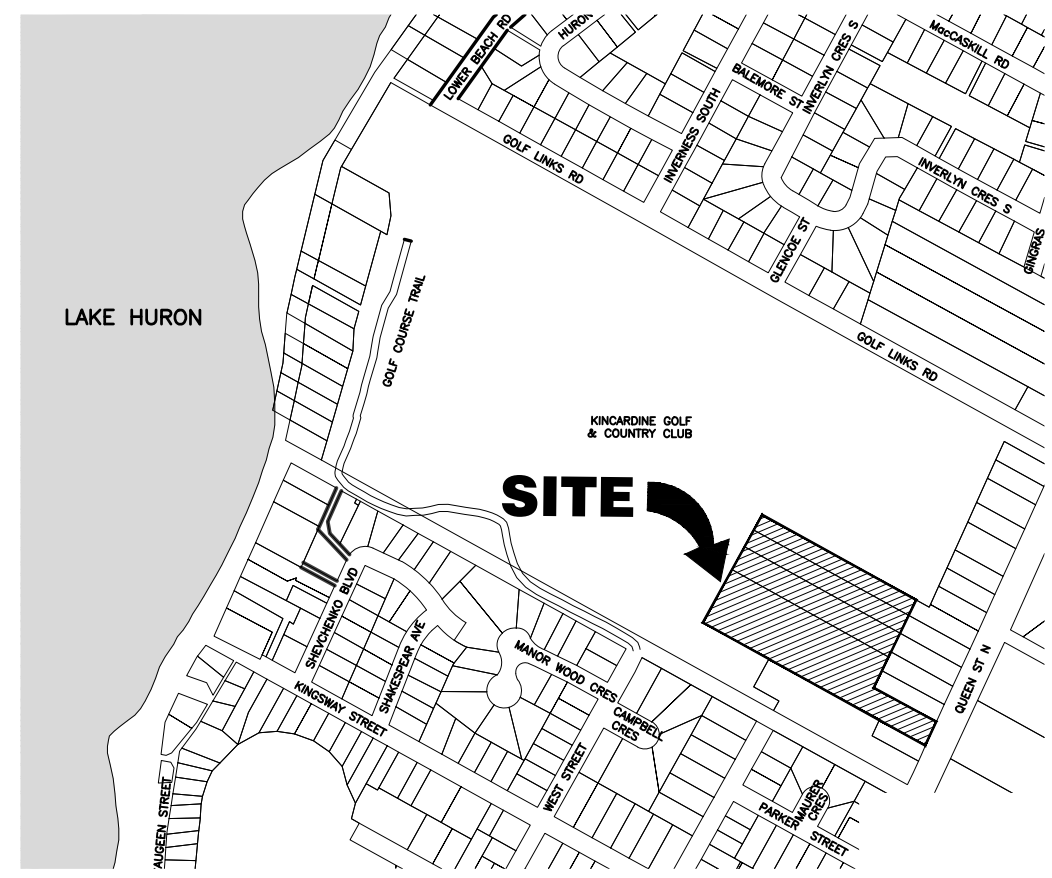 LOWER BEACH RD
HURON
MacCASKILL RD
BALEMORE ST
INVERLYN CRES S
INVERNESS SOUTH
GOLF LINKS RD
INVERLYN CRES S
GLENCOE ST
GINGRAS
LAKE HURON
GOLF COURSE TRAIL
GOLF LINKS RD
KINCARDINE GOLF
& COUNTRY CLUB
SITE
SHEVCHENKO BLVD
SHAKESPEAR AVE
MANOR WOOD CRES
QUEEN ST N
KINGSWAY STREET
CAMPBELL
CRES
WEST STREET
MAURER
CRES
PARKER STREET
AUGEEN STREET